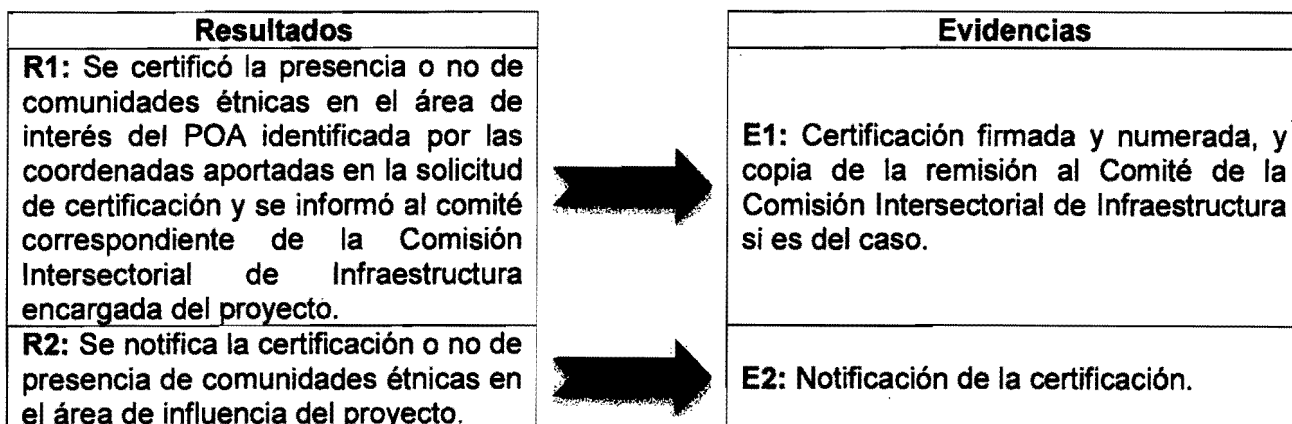 Resultados
R1: Se certificó la presencia o no de
comunidades étnicas en el área de
interés del POA identificada por las
coordenadas aportadas en la solicitud
de certificación y se informó al comité
correspondiente de la Comisión
Intersectorial de Infraestructura
encargada del proyecto.
R2: Se notifica la certificación o no de
presencia de comunidades étnicas en
el área de influencia del proyecto.
Evidencias
E1: Certificación firmada y numerada, y
copia de la remisión al Comité de la
Comisión Intersectorial de Infraestructura
si es del caso.
E2: Notificación de la certificación.